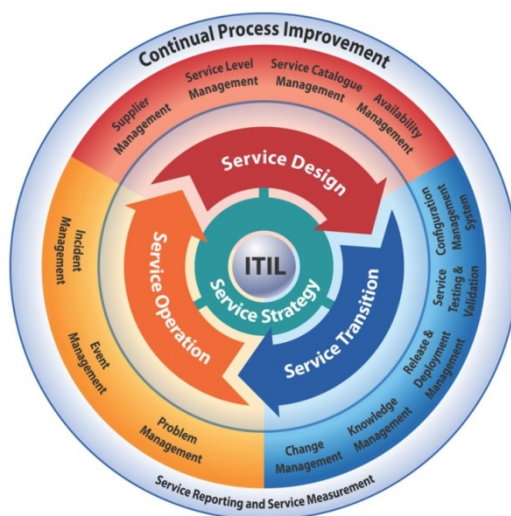 Continual Process Improvement
Supplier
Management
Service Level
Management
Service Catalogue
Management
Availability
Management
Configuration
Management
System
Service
Testing & Validation
Release &
Deployment
Management
Knowledge
Management
Change
Management
Problem
Management
Event
Management
Incident
Management
Service Design
Service Transition
Service Operation
Service Strategy
ITIL
Service Reporting and Service Measurement